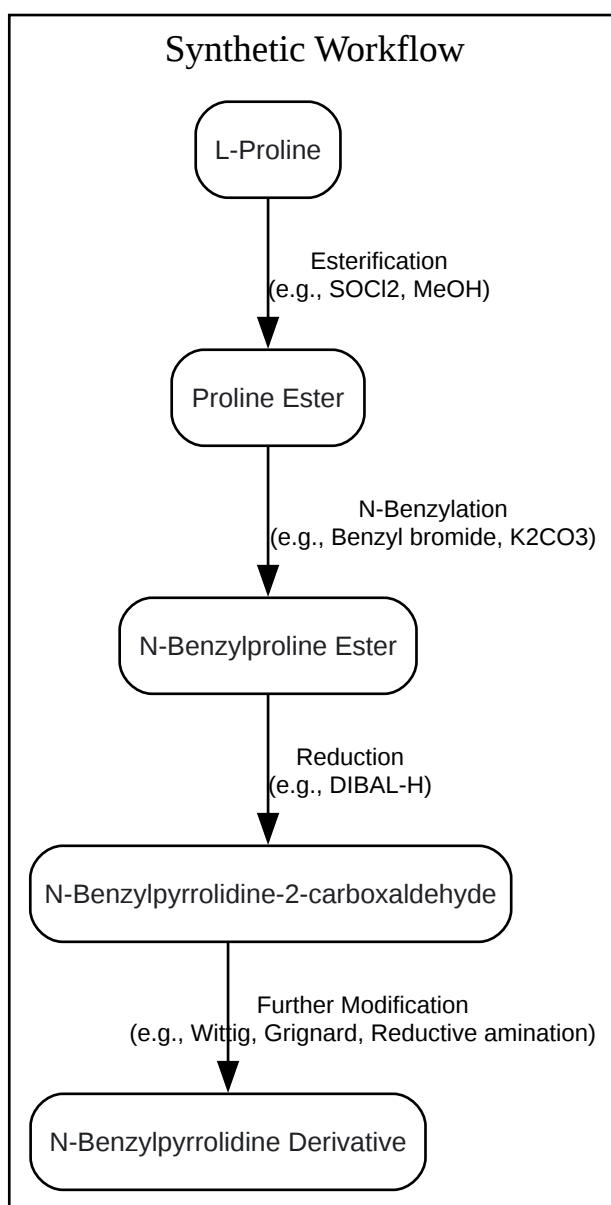 Synthetic Workflow
L-Proline
Esterification
(e.g., SOCl2, MeOH)
Proline Ester
N-Benzylation
(e.g., Benzyl bromide, K2CO3)
N-Benzylproline Ester
Reduction
(e.g., DIBAL-H)
N-Benzylpyrrolidine-2-carboxaldehyde
Further Modification
(e.g., Wittig, Grignard, Reductive amination)
N-Benzylpyrrolidine Derivative